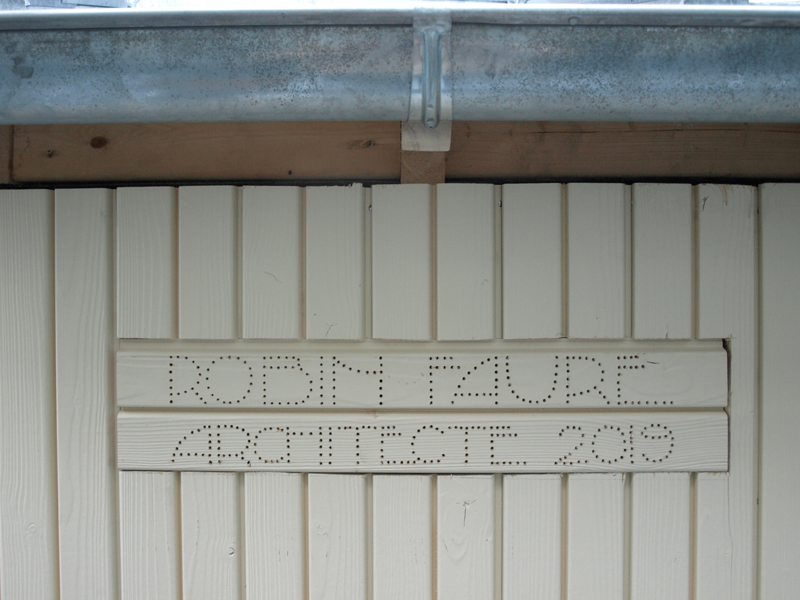 ROBIN FAURE
ARCHITECTE 2019